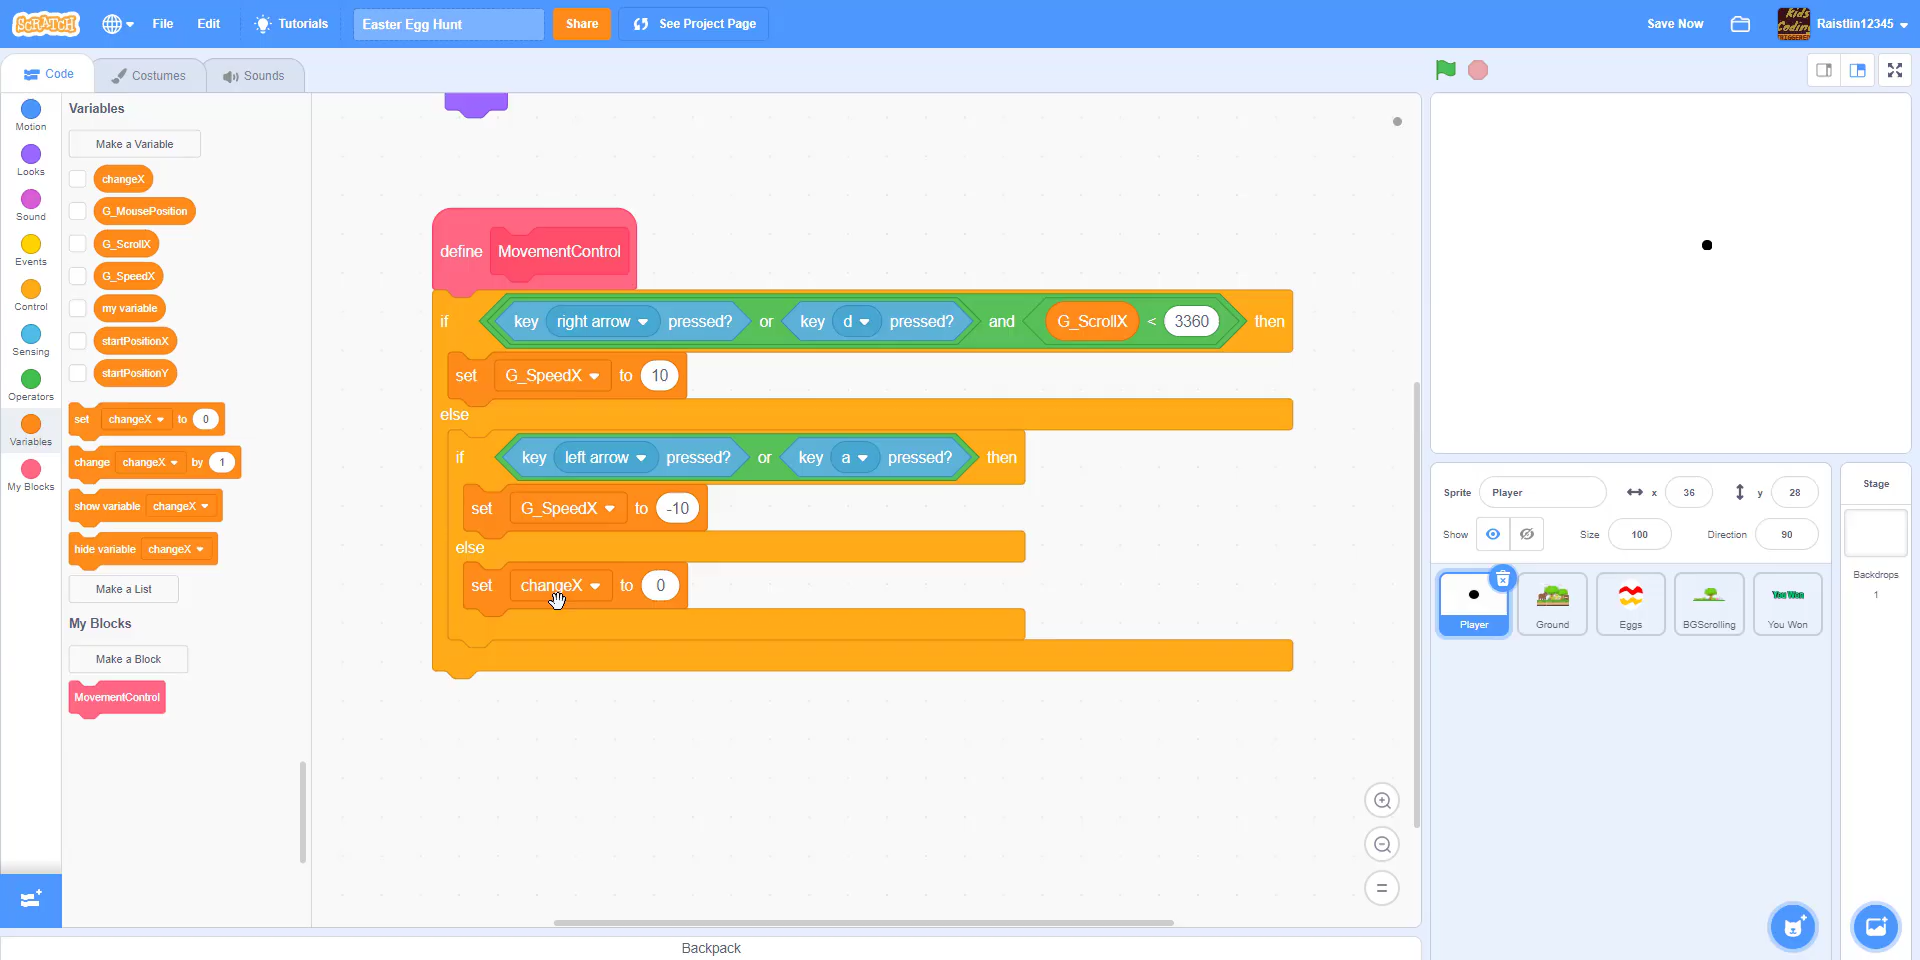 SCRATCH File Edit Tutorials Easter Egg Hunt Share See Project Page Save Now Raistlin12345
Code Costumes Sounds
Motion
Looks
Sound
Events
Control
Sensing
Operators
Variables
My Blocks
Variables
Make a Variable
changeX
G_MousePosition
G_ScrollX
G_SpeedX
my variable
startPositionX
startPositionY
set changeX to 0
change changeX by 1
show variable changeX
hide variable changeX
Make a List
My Blocks
Make a Block
MovementControl
define MovementControl
if key right arrow pressed? or key d pressed? and G_ScrollX < 3360 then
set G_SpeedX to 10
else
if key left arrow pressed? or key a pressed? then
set G_SpeedX to -10
else
set changeX to 0
Backpack
Sprite Player x 36 y 28
Show Size 100 Direction 90
Player
Ground
Eggs
BGScrolling
You Won
You Won
Stage
Backdrops
1